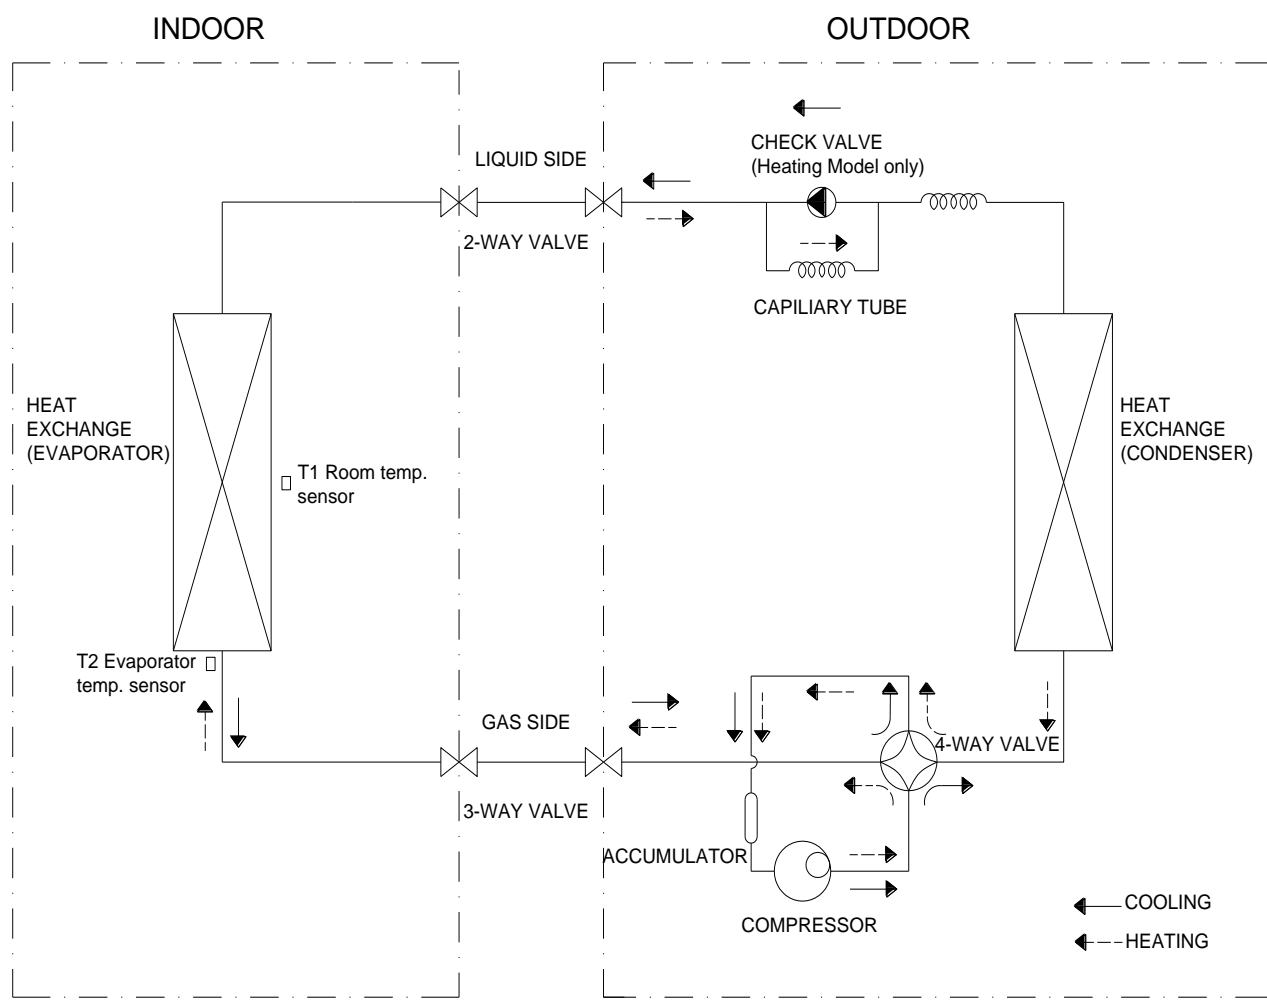 INDOOR
OUTDOOR
CHECK VALVE
(Heating Model only)
LIQUID SIDE
2-WAY VALVE
CAPILIARY TUBE
HEAT
EXCHANGE
(EVAPORATOR)
T1 Room temp.
sensor
HEAT
EXCHANGE
(CONDENSER)
T2 Evaporator
temp. sensor
GAS SIDE
4-WAY VALVE
3-WAY VALVE
ACCUMULATOR
COMPRESSOR
COOLING
HEATING